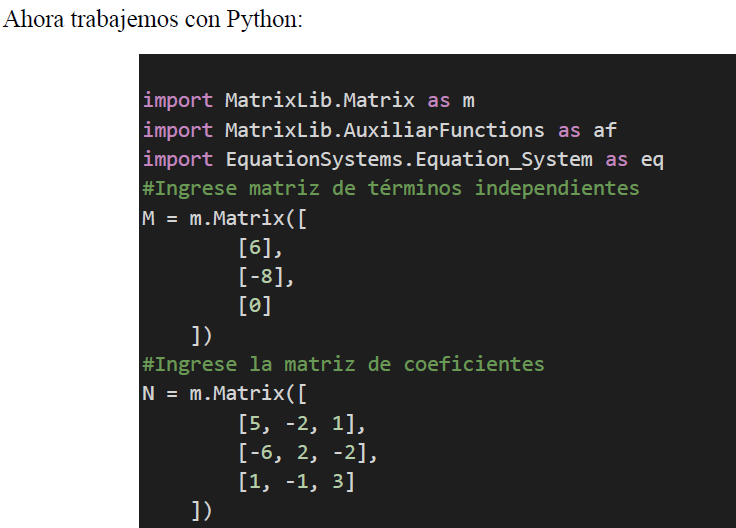 Ahora trabajemos con Python:
import MatrixLib.Matrix as m
import MatrixLib.AuxiliarFunctions as af
import EquationSystems.Equation_System as eq
#Ingrese matriz de términos independientes
M = m.Matrix([
        [6],
        [-8],
        [0]
    ])
#Ingrese la matriz de coeficientes
N = m.Matrix([
        [5, -2, 1],
        [-6, 2, -2],
        [1, -1, 3]
    ])